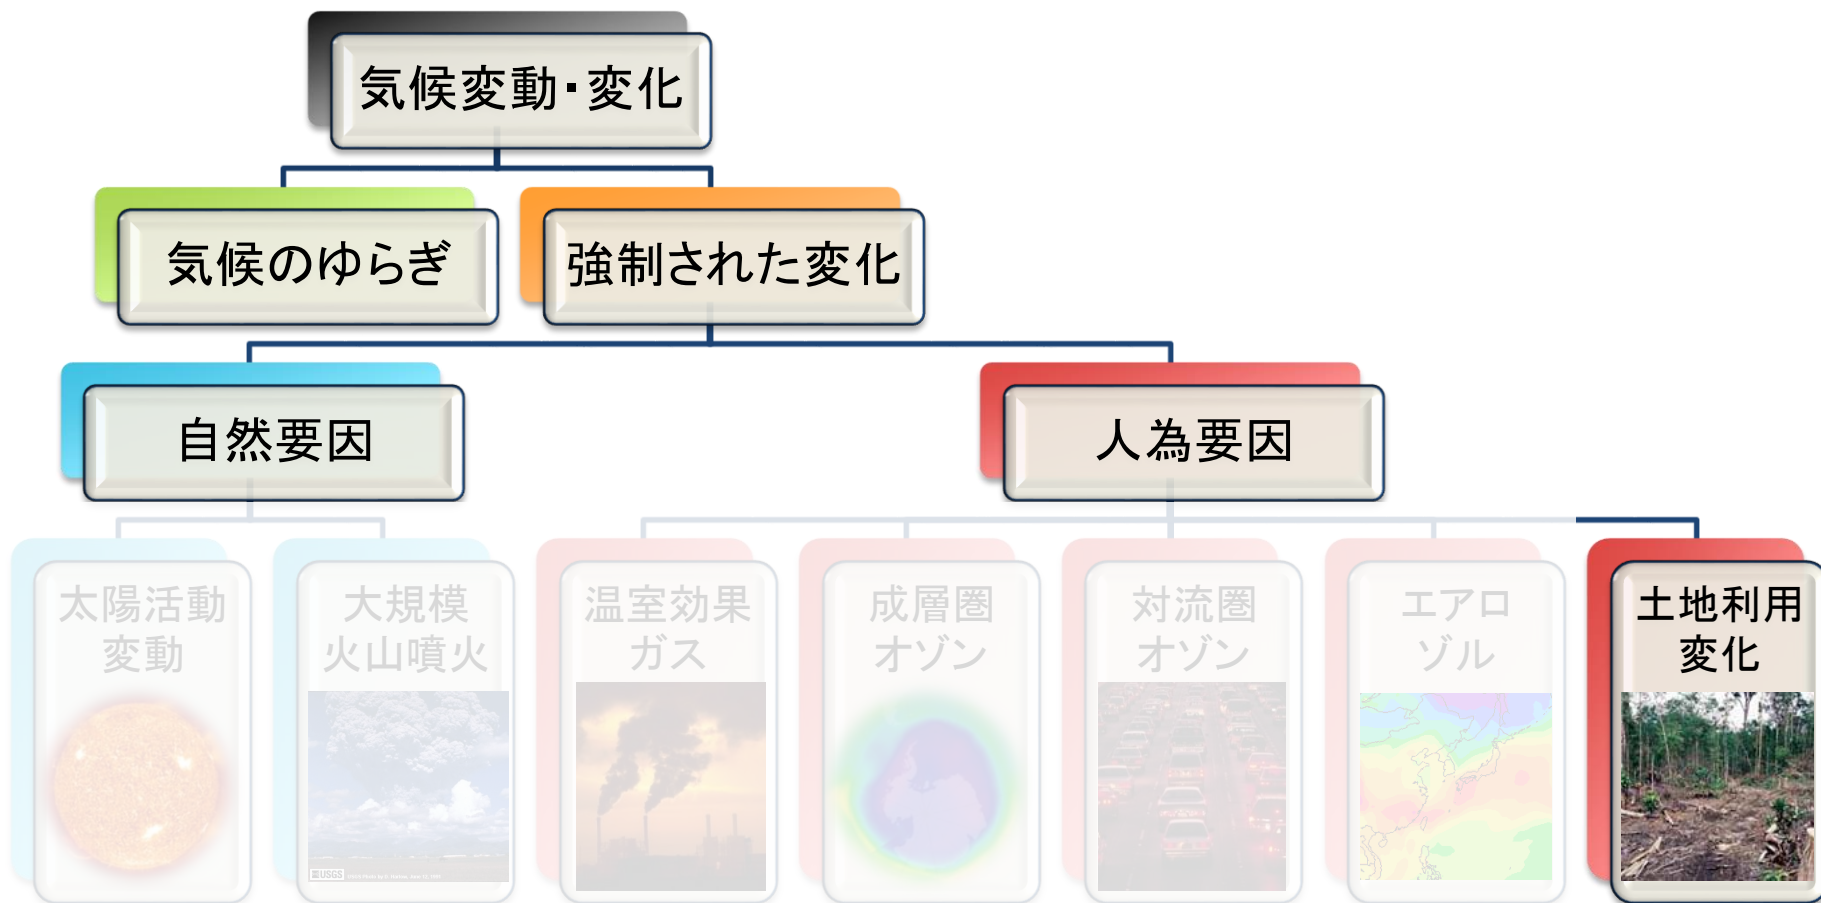 気候変動・変化
気候のゆらぎ
強制された変化
自然要因
人為要因
太陽活動
変動
大規模
火山噴火
温室効果
ガス
成層圏
オゾン
対流圏
オゾン
エアロ
ゾル
土地利用
変化
USGS